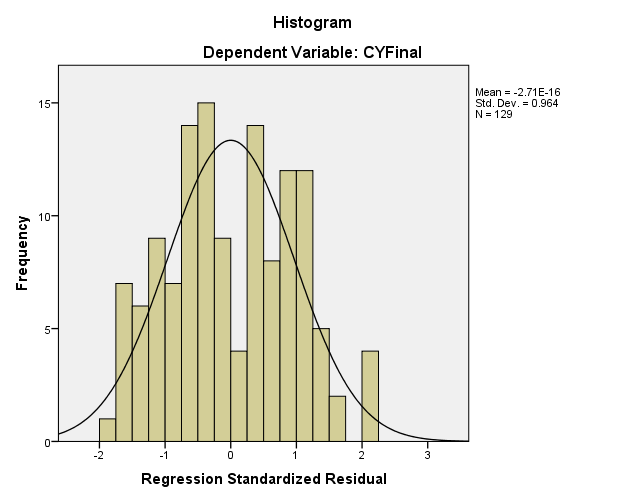 Histogram
Dependent Variable: CYFinal
Mean = -2.71E-16
Std. Dev. = 0.964
N = 129
15
10
5
0
Frequency
-2 -1 0 1 2 3
Regression Standardized Residual